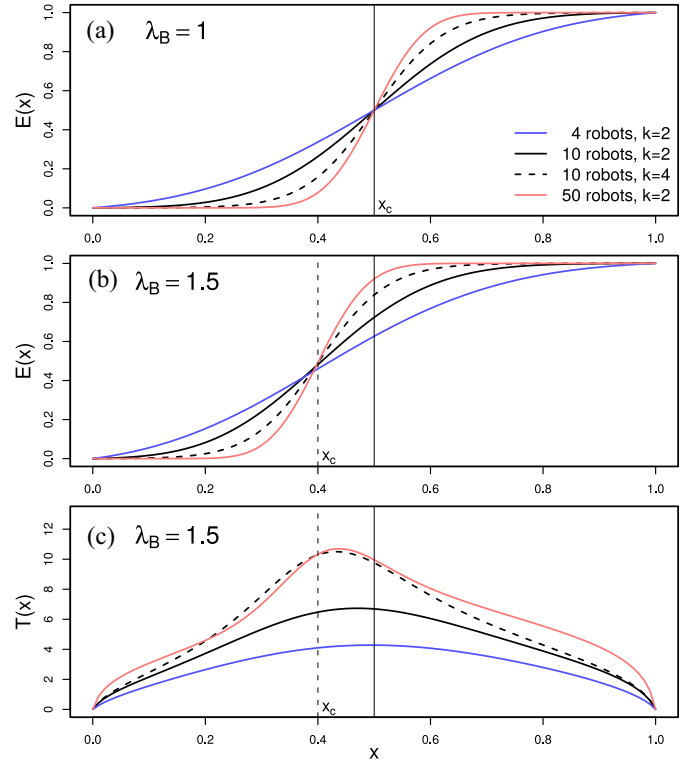 (a) λB = 1
E(x)
0.0 0.2 0.4 0.6 0.8 1.0
4 robots, k=2
10 robots, k=2
10 robots, k=4
50 robots, k=2
xc
0.0 0.2 0.4 0.6 0.8 1.0
(b) λB = 1.5
E(x)
0.0 0.2 0.4 0.6 0.8 1.0
xc
0.0 0.2 0.4 0.6 0.8 1.0
(c) λB = 1.5
T(x)
0 2 4 6 8 10 12
xc
0.0 0.2 0.4 0.6 0.8 1.0
x